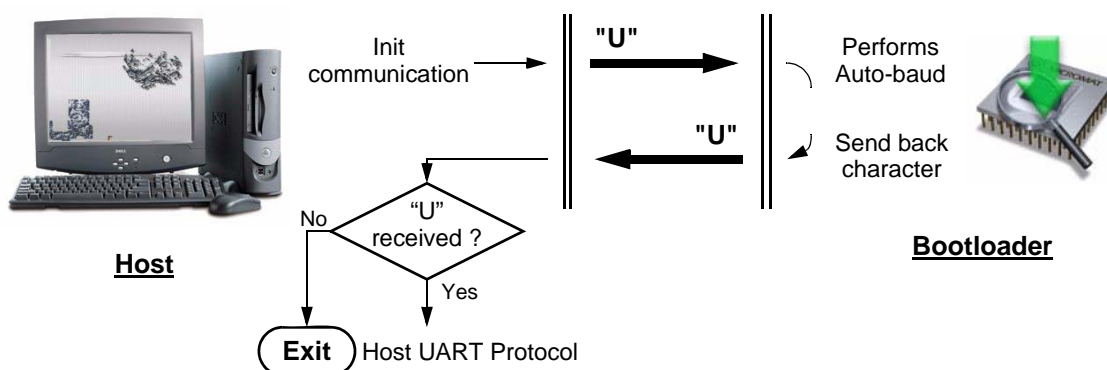 Init
communication
"U"
Performs
Auto-baud
"U"
Send back
character
“U”
received ?
No
Yes
Host
Bootloader
Exit
Host UART Protocol